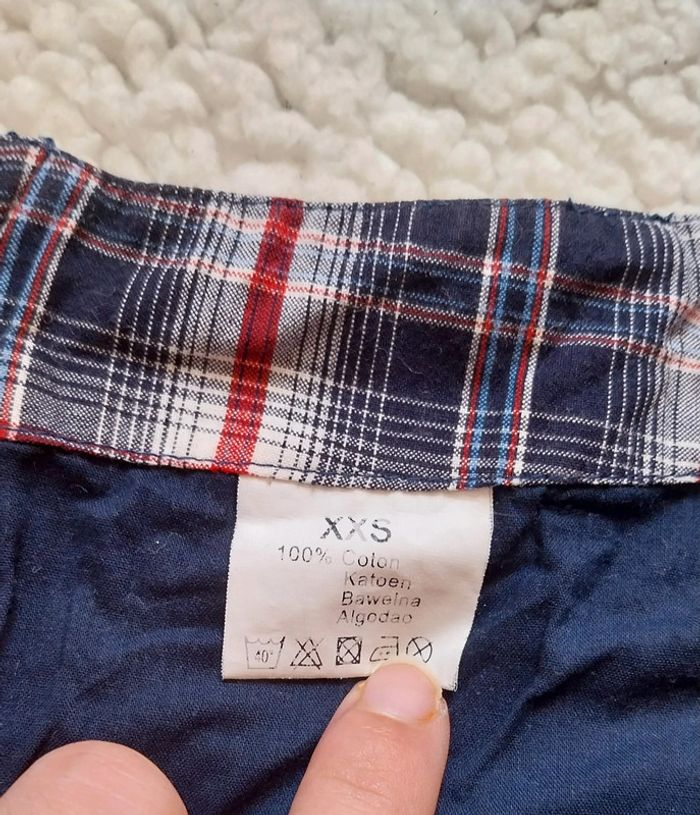 XXS
100% Coton
Katoen
Bawelna
Algodao
40°